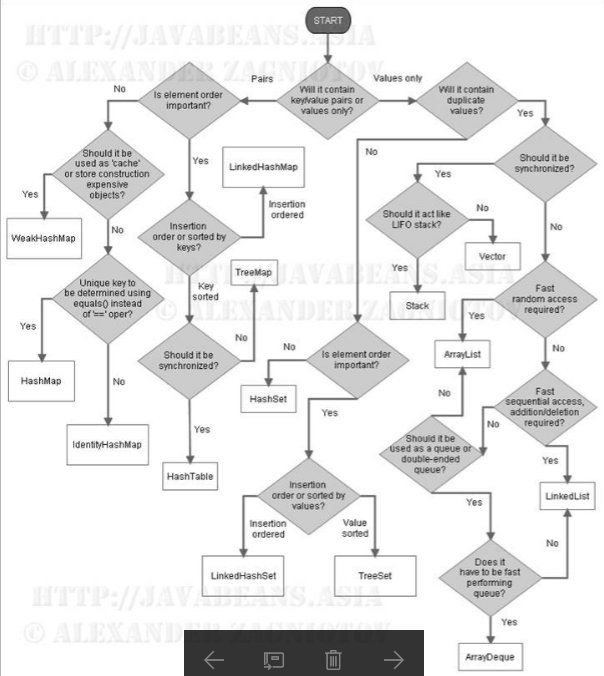 HTTP://JAVABEANS.ASIA
© ALEXANDER ZAGNIOTOV
START
Pairs
Values only
Will it contain
key/value pairs or
values only?
Is element order
important?
No
Yes
Should it be
used as 'cache'
or store construction
expensive
objects?
Yes
No
WeakHashMap
Unique key to
be determined using
equals() instead
of '==' oper?
Yes
No
HashMap
IdentityHashMap
LinkedHashMap
Insertion
ordered
Insertion
order or sorted by
keys?
Key
sorted
TreeMap
No
Should it be
synchronized?
Yes
HashTable
Will it contain
duplicate
values?
No
Yes
Is element order
important?
No
HashSet
Yes
Insertion
order or sorted by
values?
Insertion
ordered
Value
sorted
LinkedHashSet
TreeSet
Should it be
synchronized?
Yes
No
Should it act like
LIFO stack?
No
Yes
Vector
Stack
Fast
random access
required?
Yes
No
ArrayList
Fast
sequential access,
addition/deletion
required?
No
Yes
LinkedList
Should it be
used as a queue or
double-ended
queue?
No
Yes
Does it
have to be fast
performing
queue?
No
Yes
ArrayDeque
HTTP://JAVABEANS.ASIA
© ALEXANDER ZAGNIOTOV
HTTP://JAVABEANS.ASIA
© ALEXANDER ZAGNIOTOV